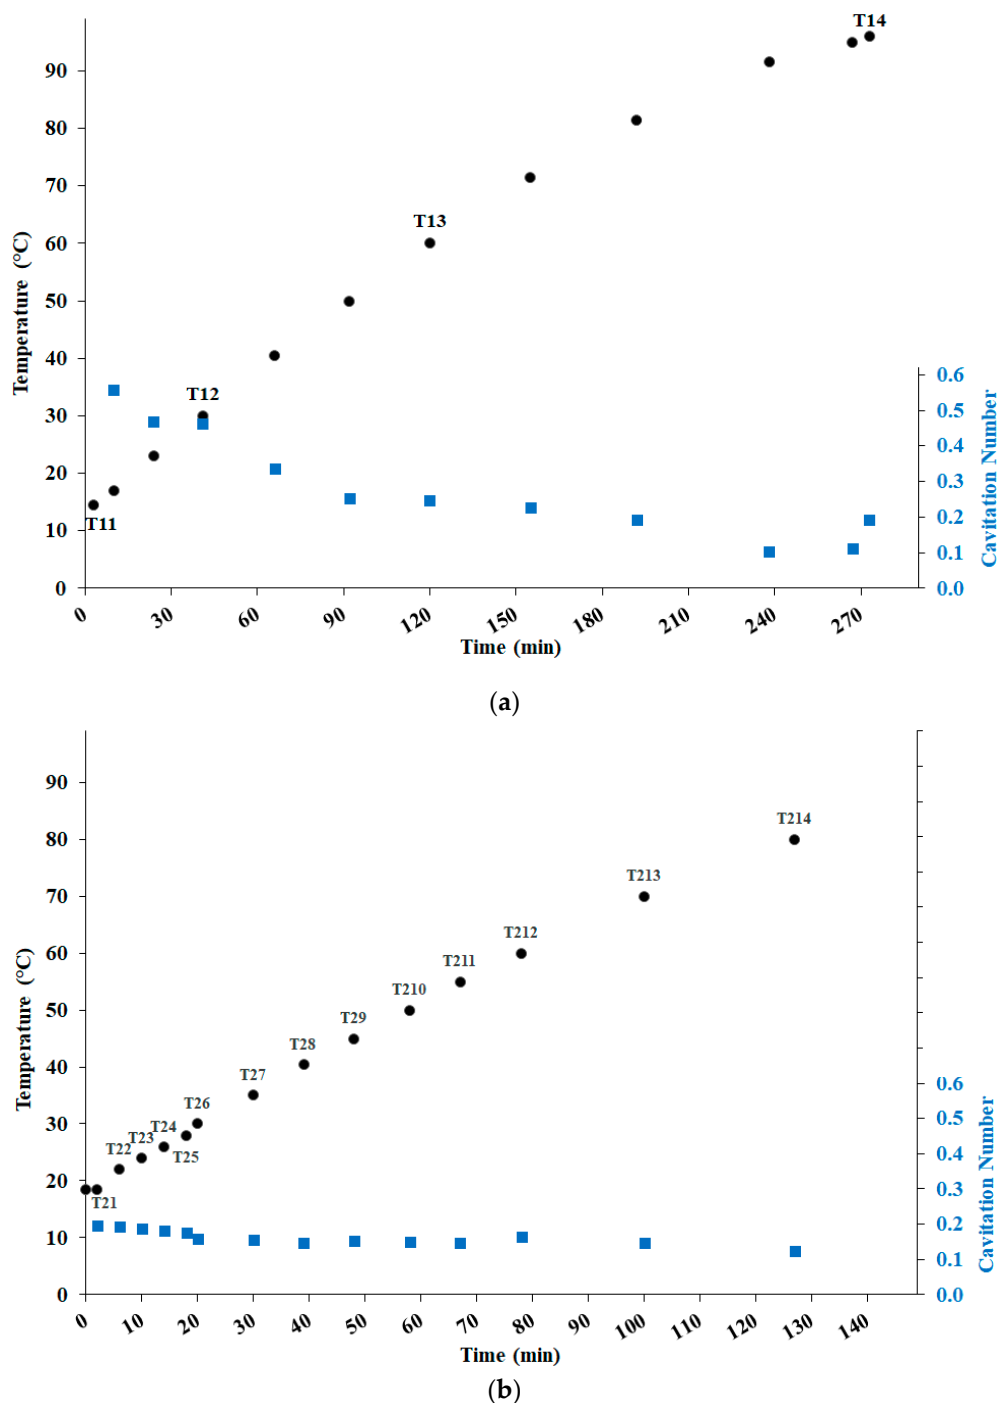 T14
90
80
70
T13
60
50
40
T12
30
20
T11
10
0
Temperature (°C)
0.6
0.5
0.4
0.3
0.2
0.1
0.0
Cavitation Number
0 30 60 90 120 150 180 210 240 270
Time (min)
(a)
90
T214
80
T213
70
T212
60
T211
T210
50
T29
T28
40
T27
T26
30
T24
T23
T22
T25
20
T21
10
0
Temperature (°C)
0.6
0.5
0.4
0.3
0.2
0.1
0.0
Cavitation Number
0 10 20 30 40 50 60 70 80 90 100 110 120 130 140
Time (min)
(b)